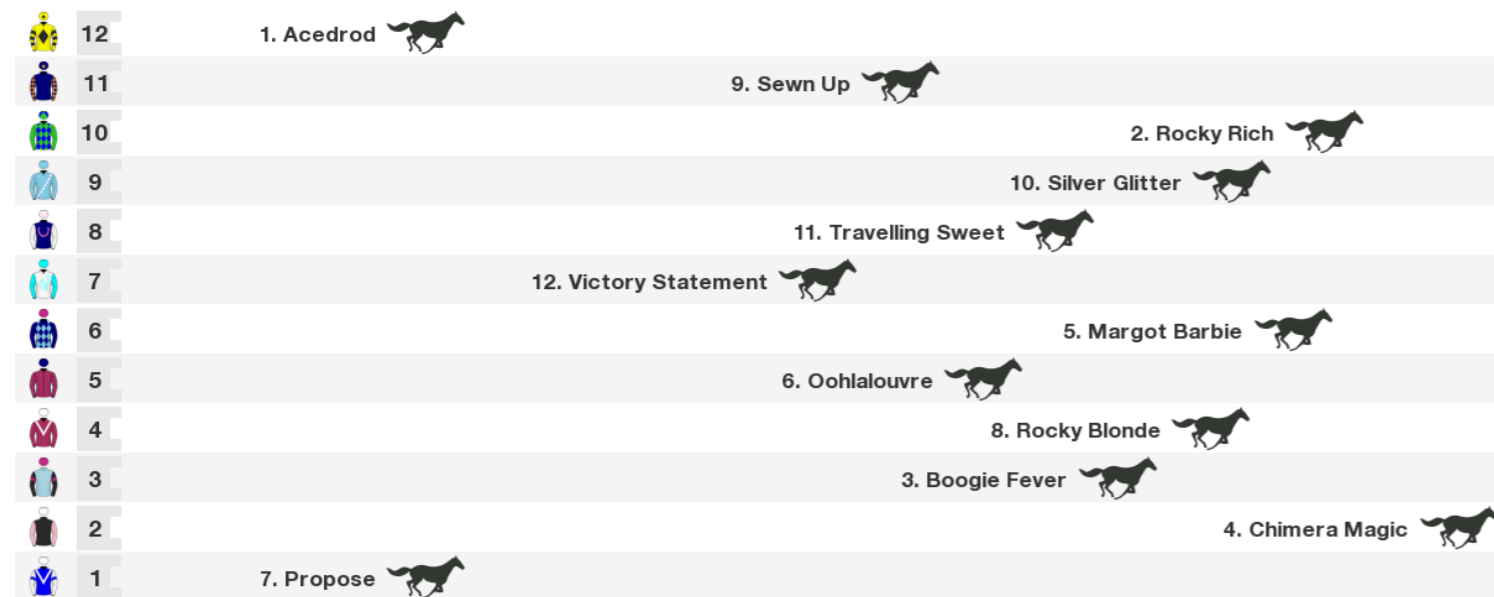 12 1. Acedrod
11 9. Sewn Up
10 2. Rocky Rich
9 10. Silver Glitter
8 11. Travelling Sweet
7 12. Victory Statement
6 5. Margot Barbie
5 6. Oohlalouvre
4 8. Rocky Blonde
3 3. Boogie Fever
2 4. Chimera Magic
1 7. Propose